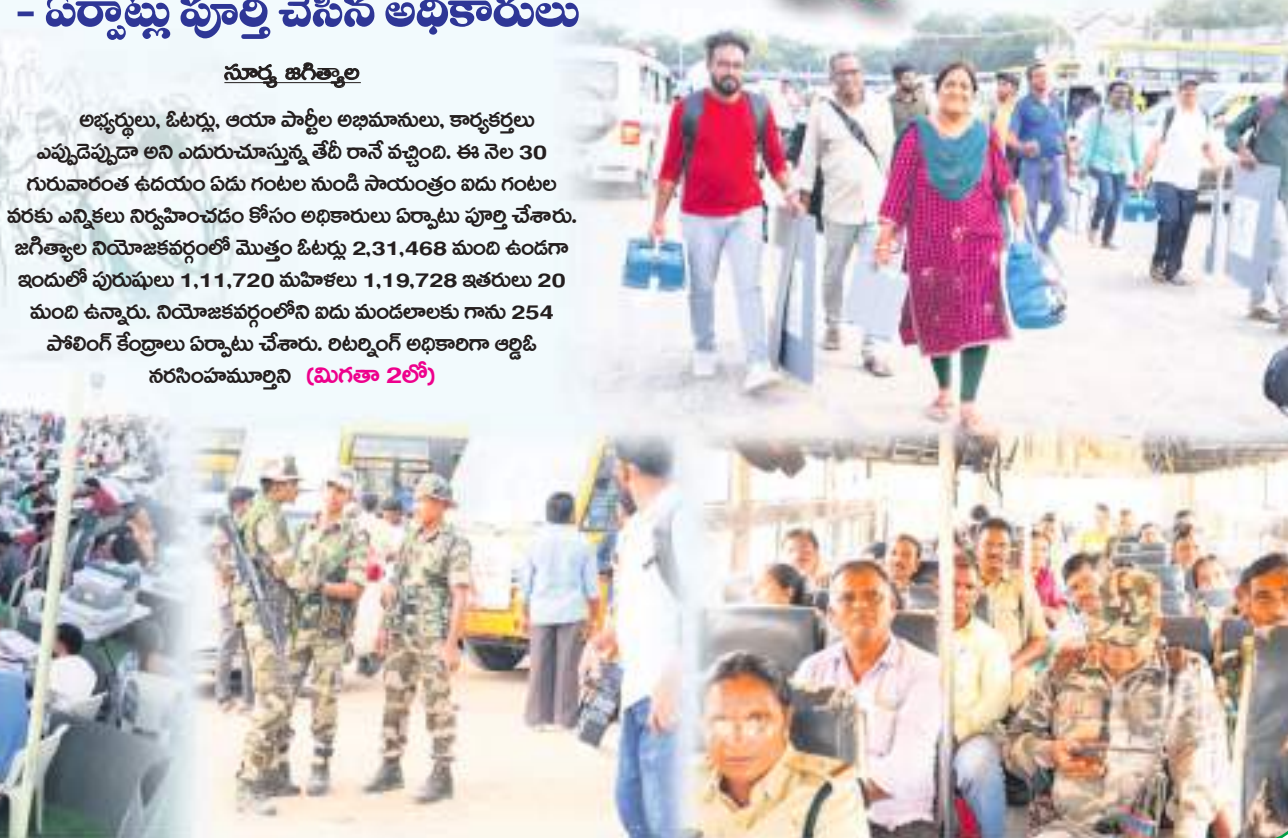 - ఏర్పాట్లు పూర్తి చేసిన అధికారులు
సూర్య జగిత్యాల
అభ్యర్థులు, ఓటర్లు, ఆయా పార్టీల అభిమానులు, కార్యకర్తలు
ఎప్పుడెప్పుడా అని ఎదురుచూస్తున్న తేదీ రానే వచ్చింది. ఈ నెల 30
గురువారంత ఉదయం ఏడు గంటల నుండి సాయంత్రం ఐదు గంటల
వరకు ఎన్నికలు నిర్వహించడం కోసం అధికారులు ఏర్పాటు పూర్తి చేశారు.
జగిత్యాల నియోజకవర్గంలో మొత్తం ఓటర్లు 2,31,468 మంది ఉండగా
ఇందులో పురుషులు 1,11,720 మహిళలు 1,19,728 ఇతరులు 20
మంది ఉన్నారు. నియోజకవర్గంలోని ఐదు మండలాలకు గాను 254
పోలింగ్ కేంద్రాలు ఏర్పాటు చేశారు. రిటర్నింగ్ అధికారిగా ఆర్డిఓ
నరసింహమూర్తిని (మిగతా 2లో)